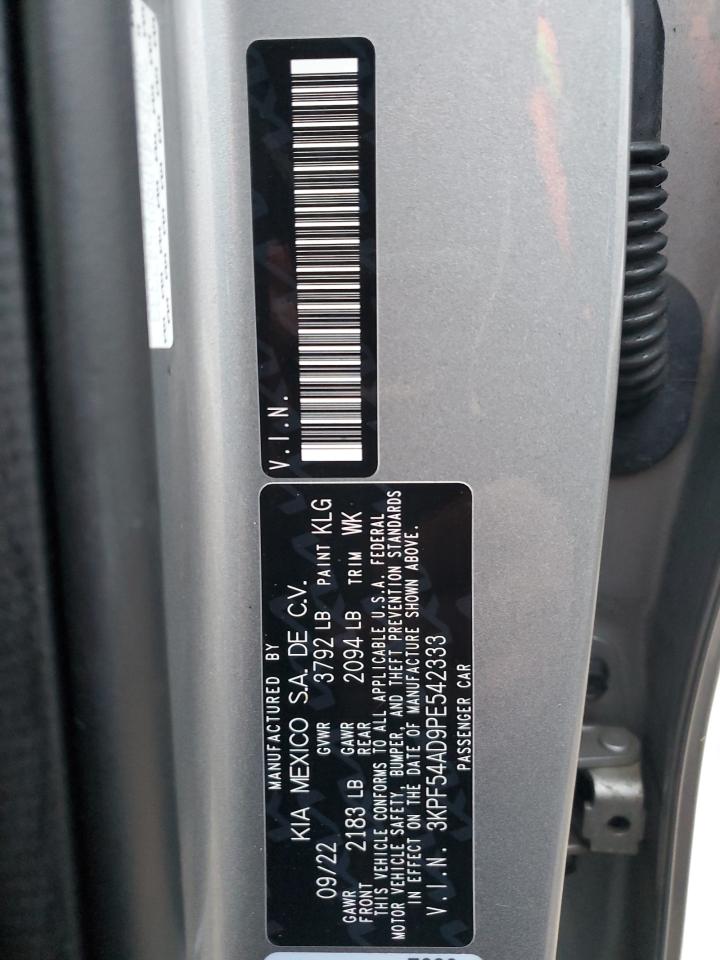 V.I.N.
MANUFACTURED BY
KIA MEXICO S.A. DE C.V.
09/22 GVWR 3792 LB PAINT KLG
GAWR FRONT 2183 LB GAWR REAR 2094 LB TRIM WK
THIS VEHICLE CONFORMS TO ALL APPLICABLE U.S.A. FEDERAL
MOTOR VEHICLE SAFETY, BUMPER, AND THEFT PREVENTION STANDARDS
IN EFFECT ON THE DATE OF MANUFACTURE SHOWN ABOVE.
V.I.N. 3KPF54AD9PE542333
PASSENGER CAR